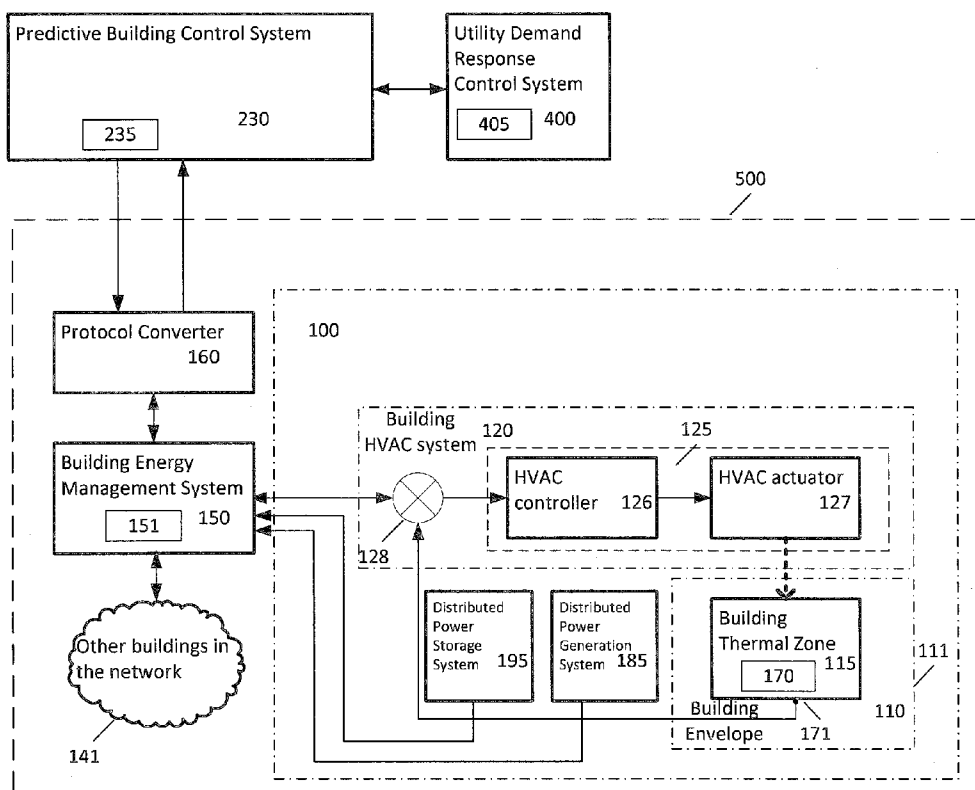 Predictive Building Control System
235
230
Utility Demand
Response
Control System
405
400
500
Protocol Converter
160
100
Building Energy
Management System
151
150
Building
HVAC system
120
125
HVAC
controller
126
HVAC actuator
127
128
Other buildings in
the network
141
Distributed
Power
Storage
System
195
Distributed
Power
Generation
System
185
Building
Thermal Zone
115
170
111
110
Building
Envelope
171